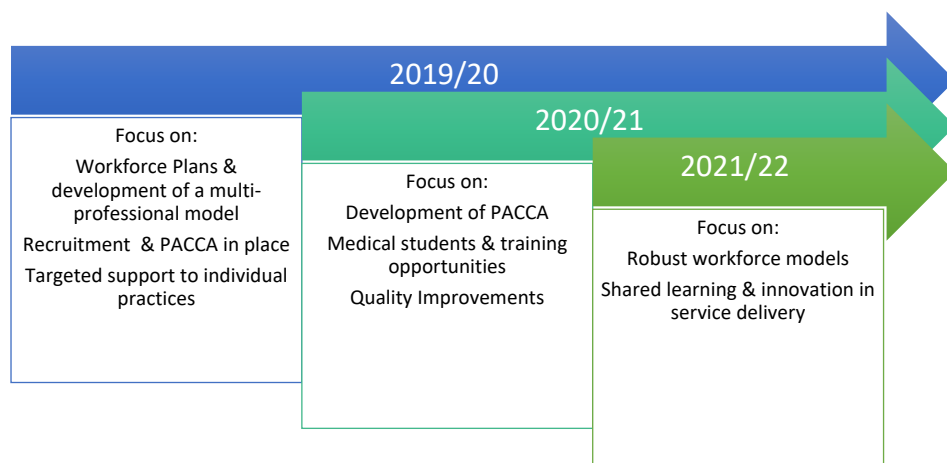 2019/20
Focus on:
Workforce Plans &
development of a multi-
professional model
Recruitment & PACCA in place
Targeted support to individual
practices
2020/21
Focus on:
Development of PACCA
Medical students & training
opportunities
Quality Improvements
2021/22
Focus on:
Robust workforce models
Shared learning & innovation in
service delivery